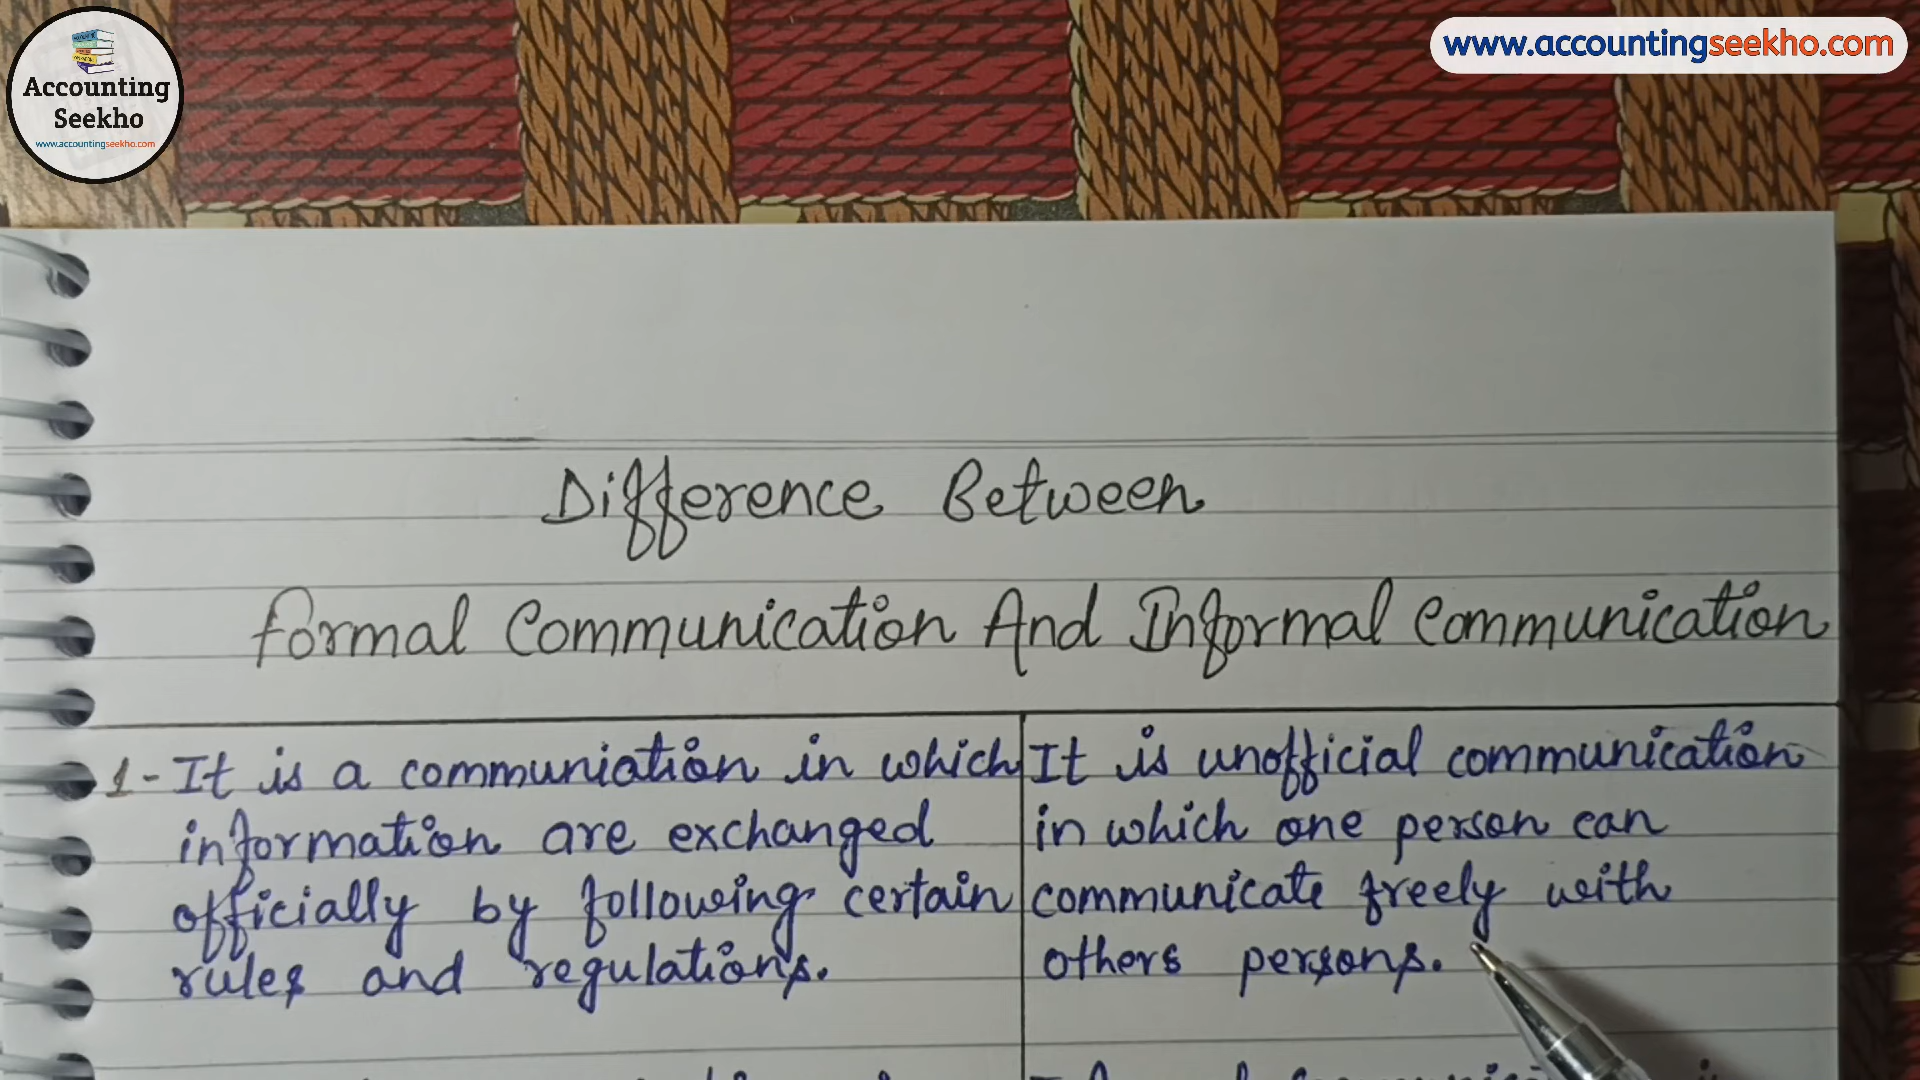 Accounting
Seekho
www.accountingseekho.com
www.accountingseekho.com
Difference Between
Formal Communication And Informal Communication
1- It is a communiation in which
information are exchanged
officially by following certain
rules and regulations.
It is unofficial communication
in which one person can
communicate freely with
others persons.